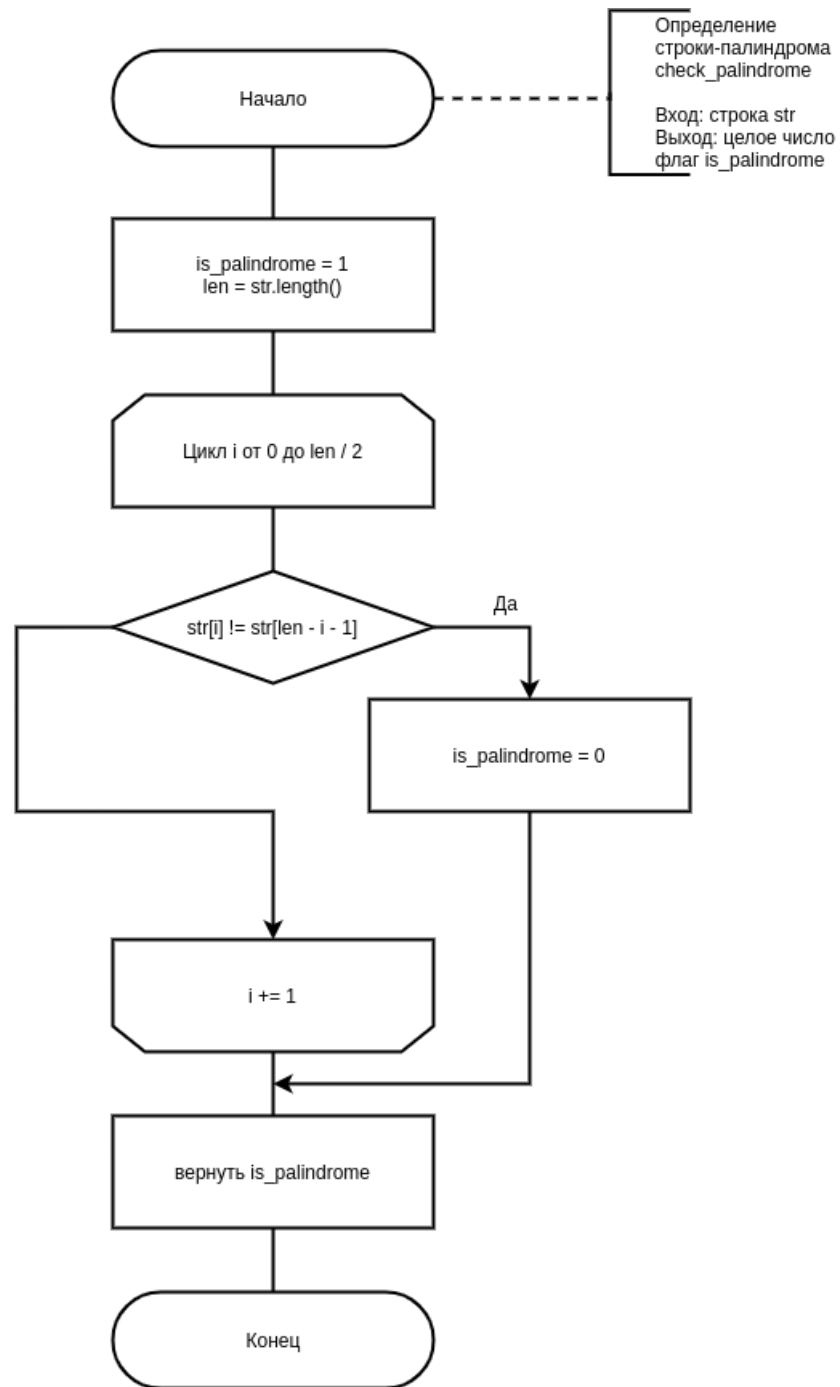 Определение
строки-палиндрома
check_palindrome
Вход: строка str
Выход: целое число
флаг is_palindrome
Начало
is_palindrome = 1
len = str.length()
Цикл i от 0 до len / 2
str[i] != str[len - i - 1]
Да
is_palindrome = 0
i += 1
вернуть is_palindrome
Конец